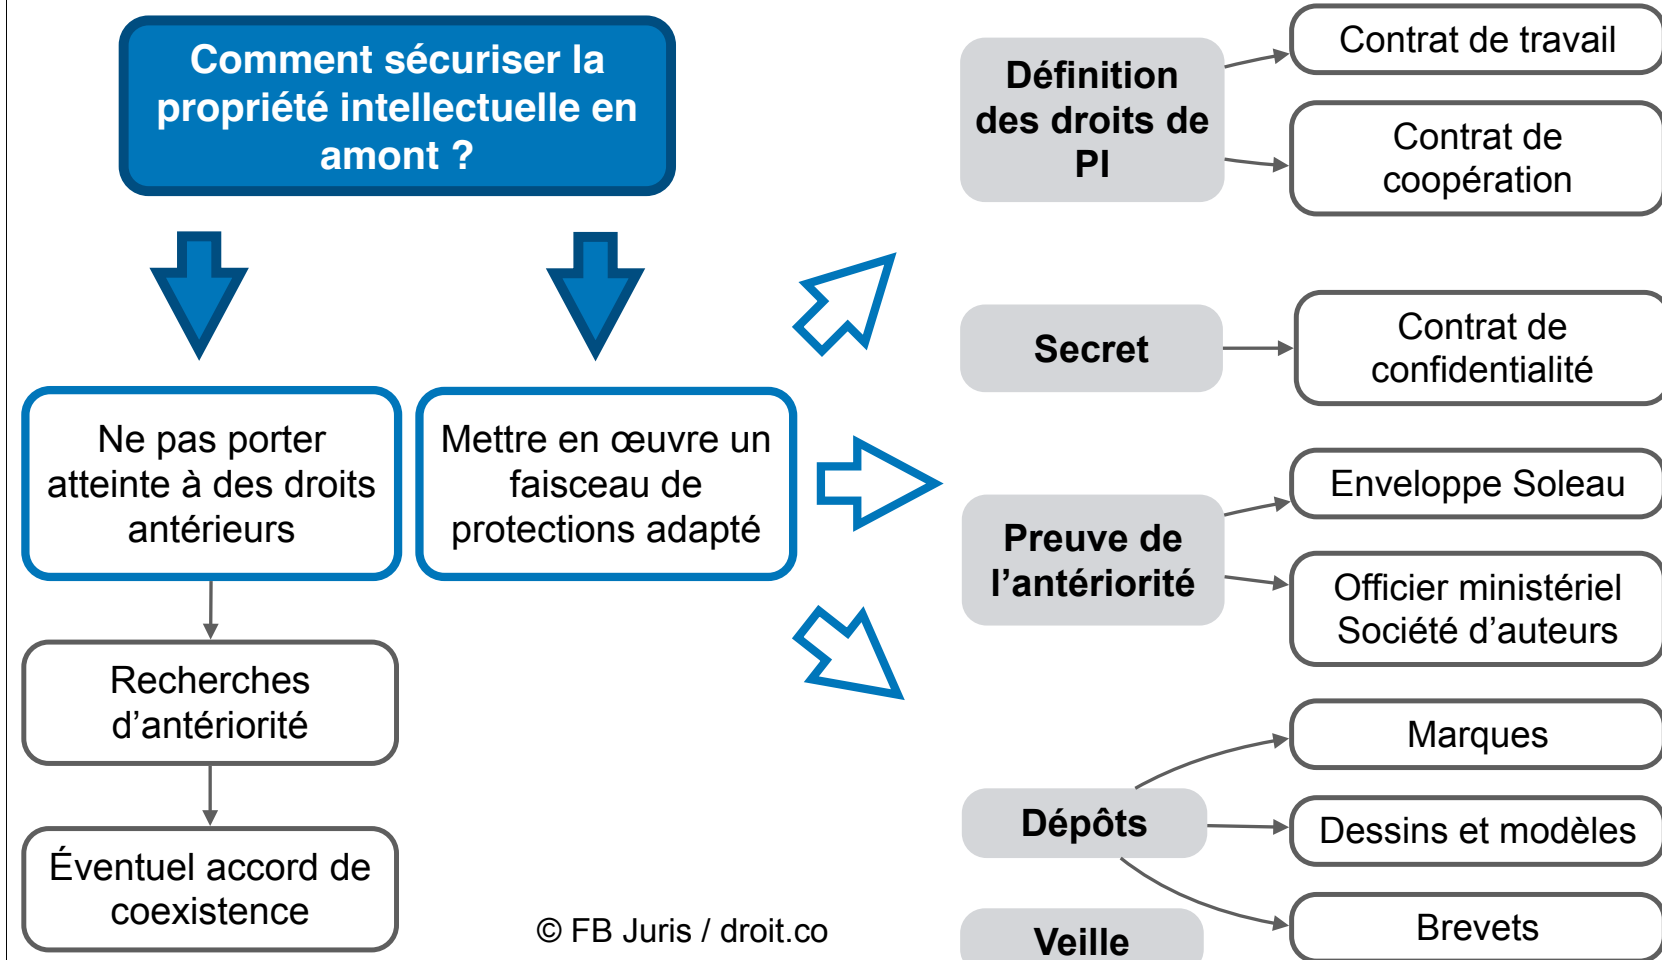 Comment sécuriser la
propriété intellectuelle en
amont ?
Ne pas porter
atteinte à des droits
antérieurs
Recherches
d’antériorité
Éventuel accord de
coexistence
Mettre en œuvre un
faisceau de
protections adapté
Définition
des droits de
PI
Contrat de travail
Contrat de
coopération
Secret
Contrat de
confidentialité
Preuve de
l’antériorité
Enveloppe Soleau
Officier ministériel
Société d’auteurs
Dépôts
Marques
Dessins et modèles
Brevets
Veille
© FB Juris / droit.co